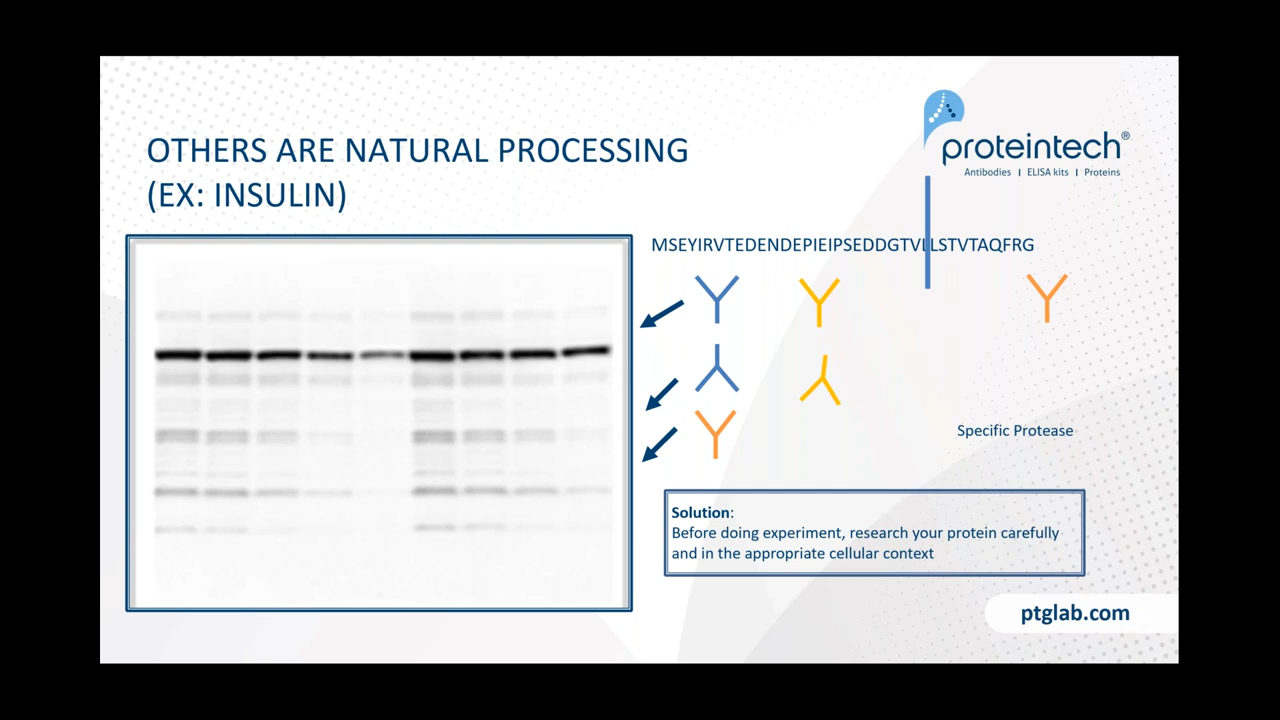 OTHERS ARE NATURAL PROCESSING
(EX: INSULIN)
proteintech®
Antibodies | ELISA kits | Proteins
MSEYIRVTEDENDEPIEIPSEDDGTVLLSTVTAQFRG
Specific Protease
Solution:
Before doing experiment, research your protein carefully
and in the appropriate cellular context
ptglab.com